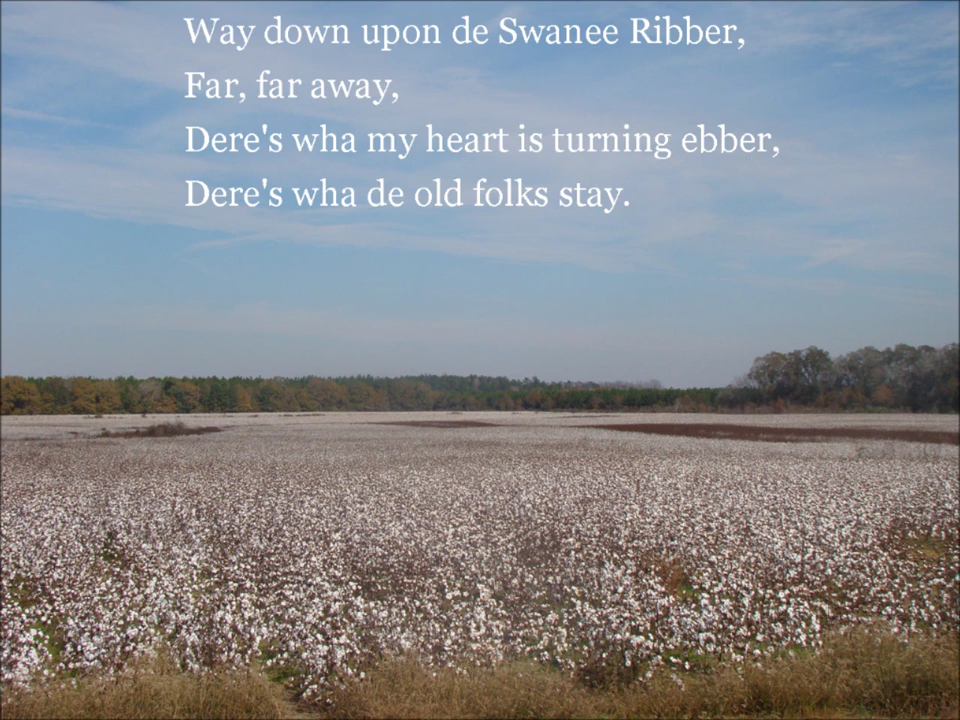 Way down upon de Swanee Ribber,
Far, far away,
Dere's wha my heart is turning ebber,
Dere's wha de old folks stay.